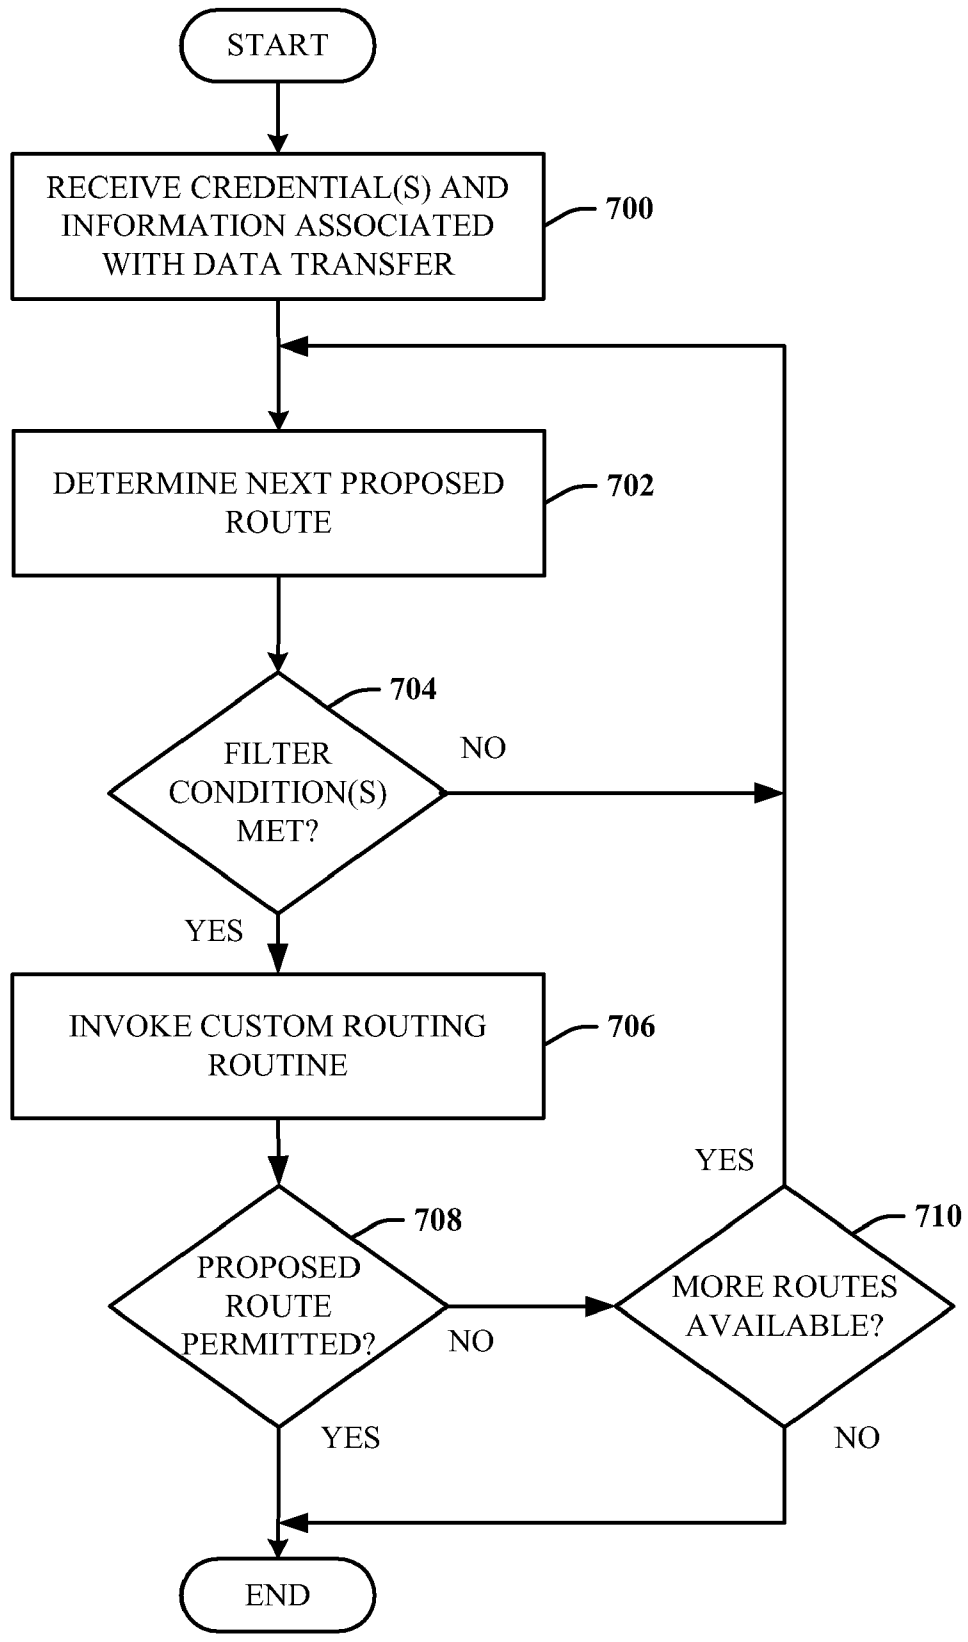 START
RECEIVE CREDENTIAL(S) AND
INFORMATION ASSOCIATED
WITH DATA TRANSFER
700
DETERMINE NEXT PROPOSED
ROUTE
702
704
FILTER
CONDITION(S)
MET?
NO
YES
INVOKE CUSTOM ROUTING
ROUTINE
706
YES
708
710
PROPOSED
ROUTE
PERMITTED?
NO
MORE ROUTES
AVAILABLE?
YES
NO
END